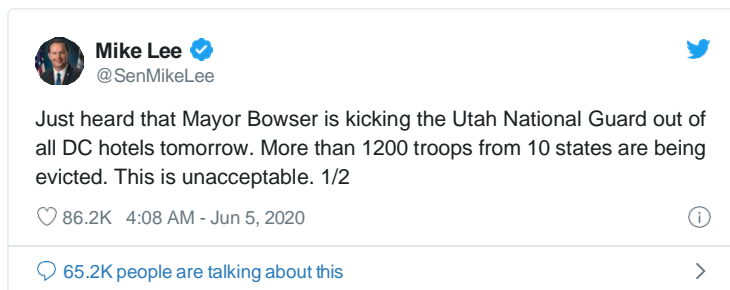 Mike Lee
@SenMikeLee
Just heard that Mayor Bowser is kicking the Utah National Guard out of
all DC hotels tomorrow. More than 1200 troops from 10 states are being
evicted. This is unacceptable. 1/2
86.2K 4:08 AM - Jun 5, 2020
65.2K people are talking about this